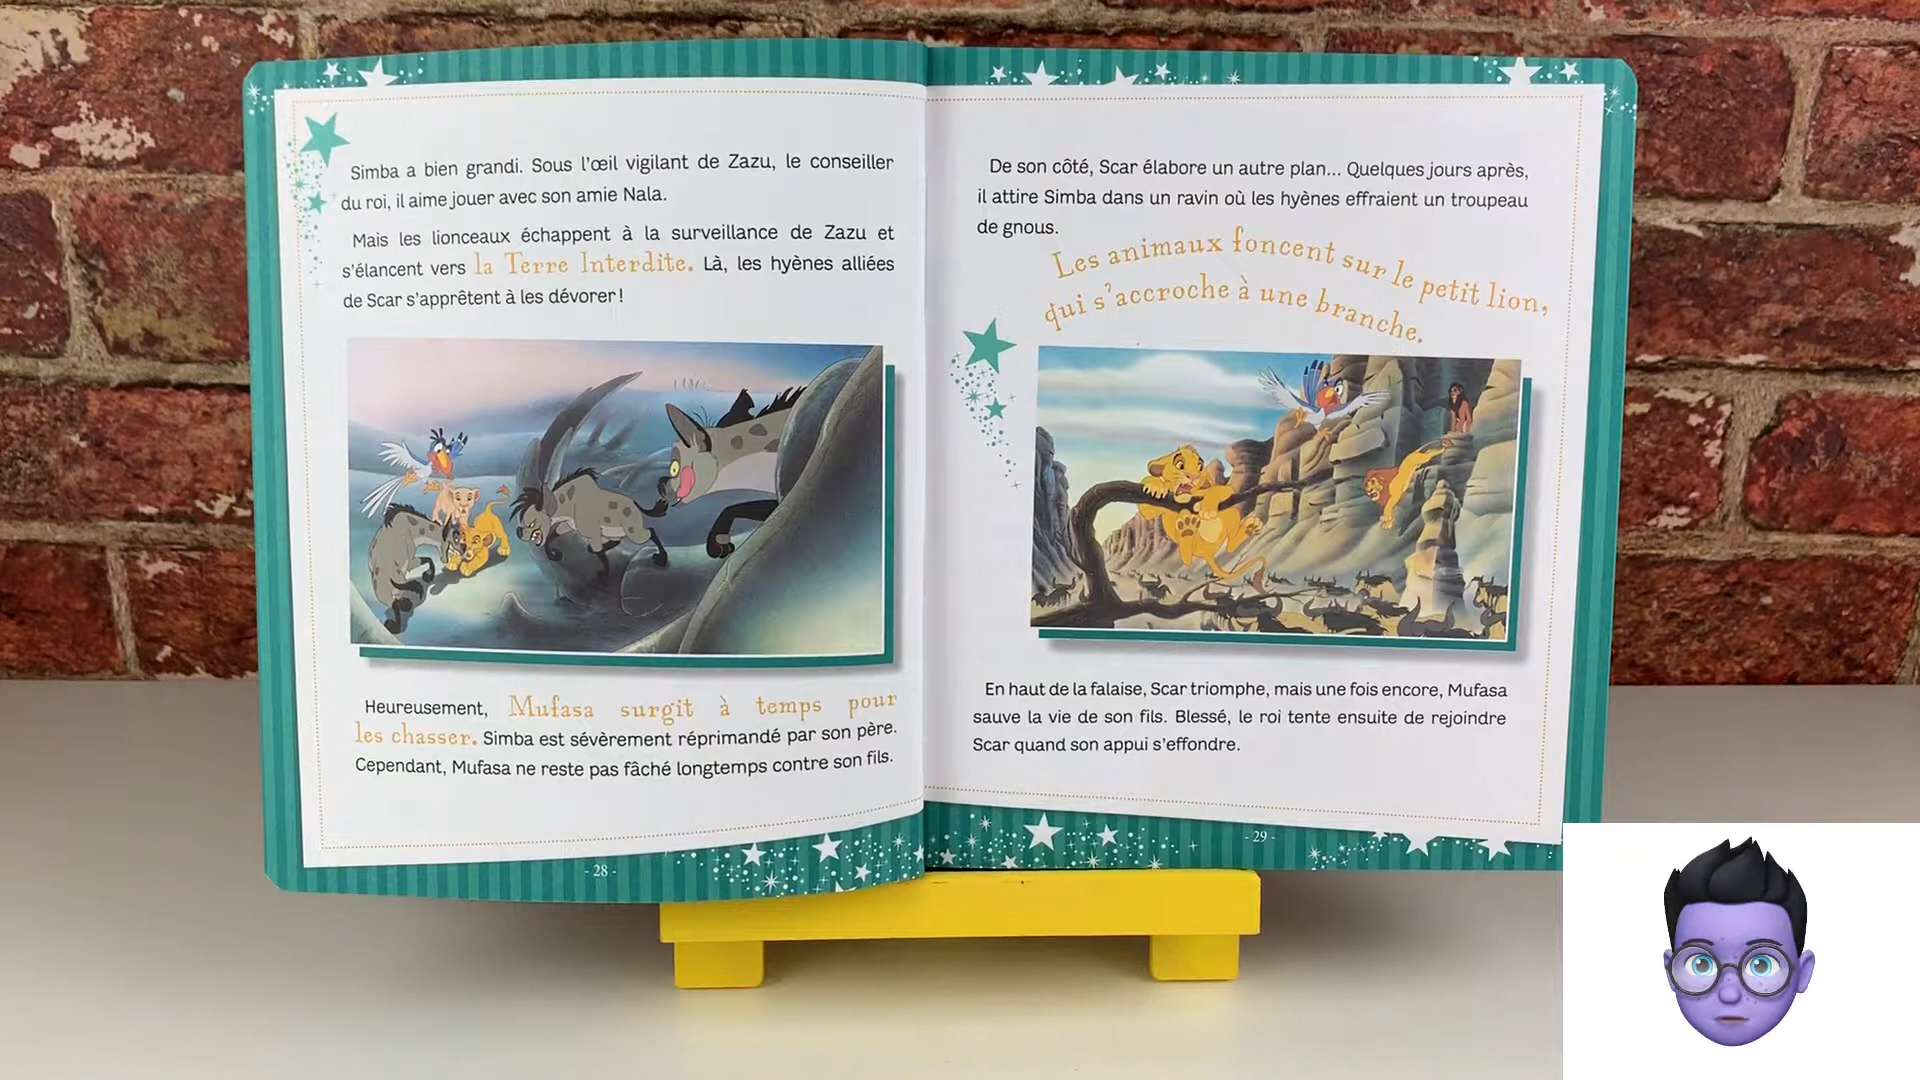 Simba a bien grandi. Sous l'œil vigilant de Zazu, le conseiller
du roi, il aime jouer avec son amie Nala.
Mais les lionceaux échappent à la surveillance de Zazu et
s'élancent vers la Terre Interdite. Là, les hyènes alliées
de Scar s'apprêtent à les dévorer !
Heureusement, Mufasa surgit à temps pour
les chasser. Simba est sévèrement réprimandé par son père.
Cependant, Mufasa ne reste pas fâché longtemps contre son fils.
- 28 -
De son côté, Scar élabore un autre plan... Quelques jours après,
il attire Simba dans un ravin où les hyènes effraient un troupeau
de gnous.
Les animaux foncent sur le petit lion,
qui s'accroche à une branche.
En haut de la falaise, Scar triomphe, mais une fois encore, Mufasa
sauve la vie de son fils. Blessé, le roi tente ensuite de rejoindre
Scar quand son appui s'effondre.
- 29 -